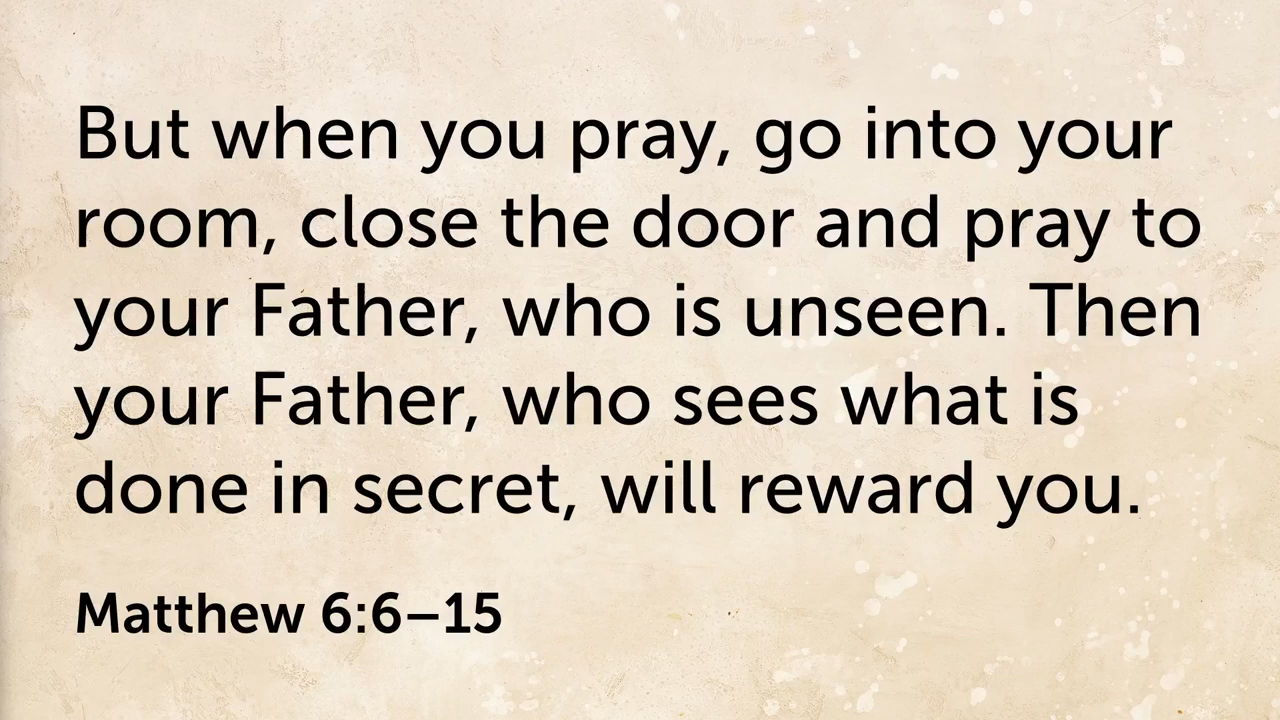 But when you pray, go into your
room, close the door and pray to
your Father, who is unseen. Then
your Father, who sees what is
done in secret, will reward you.
Matthew 6:6–15